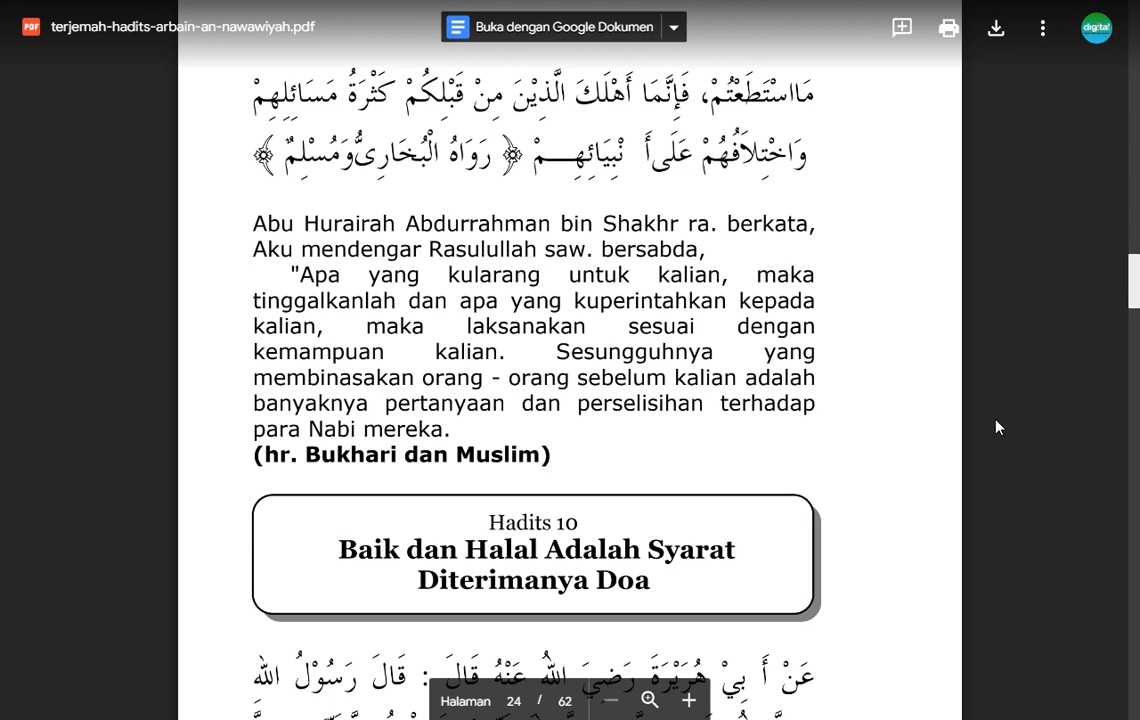 PDF terjemah-hadits-arbain-an-nawawiyah.pdf
Buka dengan Google Dokumen
digital
مَااسْتَطَعْتُمْ، فَإِنَّمَا أَهْلَكَ الَّذِيْنَ مِنْ قَبْلِكُمْ كَثْرَةُ مَسَائِلِهِمْ
وَاخْتِلاَفُهُمْ عَلَى أَ نْبِيَائِهِـــمْ ﴿ رَوَاهُ الْبُخَارِىُّ وَمُسْلِمٌ ﴾
Abu Hurairah Abdurrahman bin Shakhr ra. berkata,
Aku mendengar Rasulullah saw. bersabda,
"Apa yang kularang untuk kalian, maka
tinggalkanlah dan apa yang kuperintahkan kepada
kalian, maka laksanakan sesuai dengan
kemampuan kalian. Sesungguhnya yang
membinasakan orang - orang sebelum kalian adalah
banyaknya pertanyaan dan perselisihan terhadap
para Nabi mereka.
(hr. Bukhari dan Muslim)
Hadits 10
Baik dan Halal Adalah Syarat
Diterimanya Doa
عَنْ أَ بِيْ هُرَيْرَةَ رَضِيَ اللهُ عَنْهُ قَالَ : قَالَ رَسُوْلُ اللهِ
Halaman 24 / 62